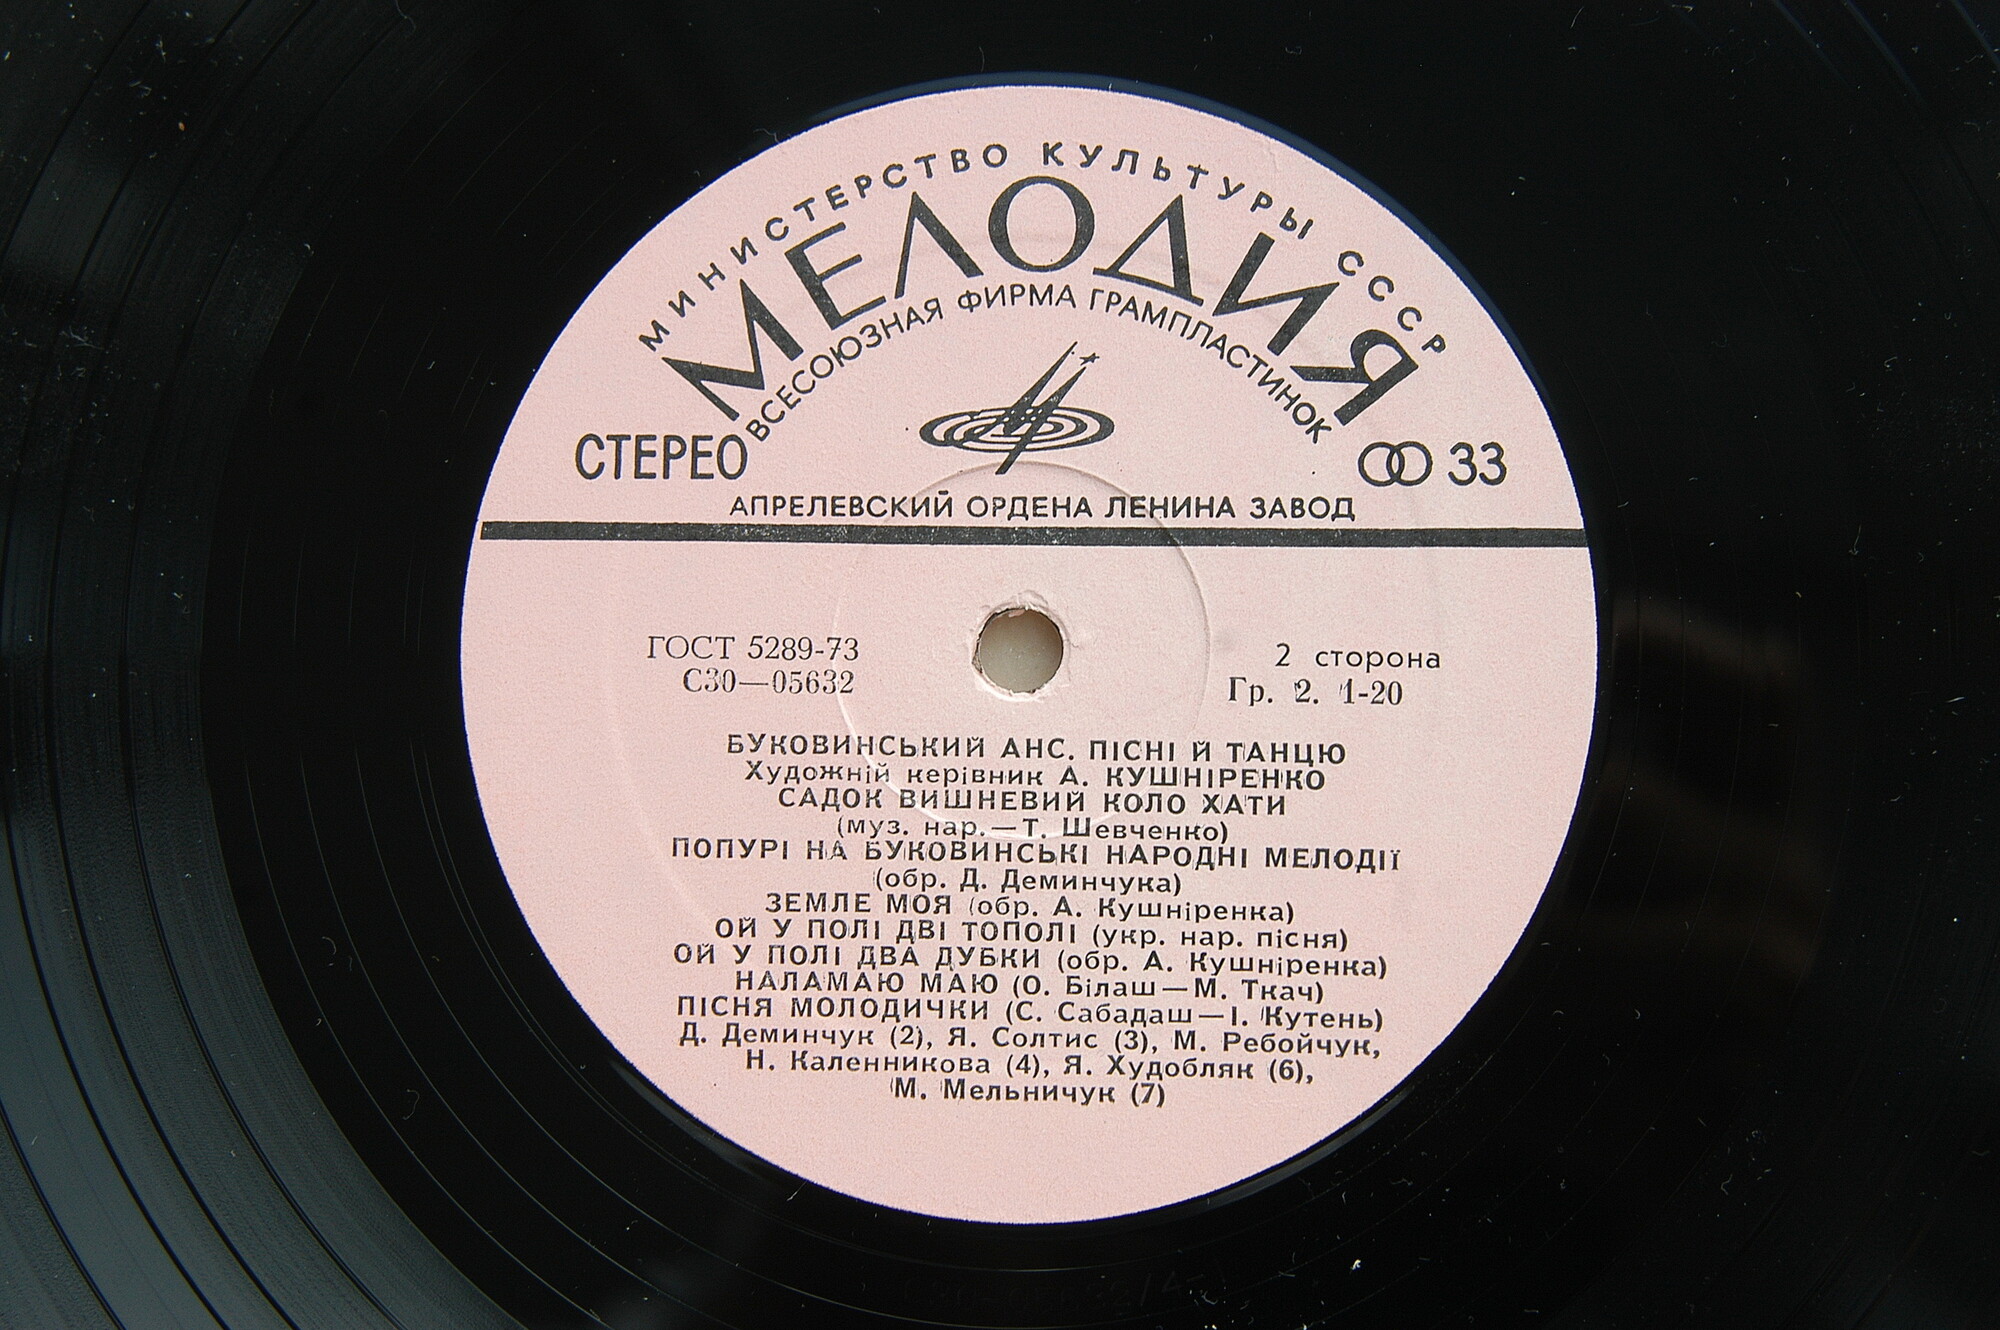 МИНИСТЕРСТВО КУЛЬТУРЫ СССР
МЕЛОДИЯ
ВСЕСОЮЗНАЯ ФИРМА ГРАМПЛАСТИНОК
СТЕРЕО
33
АПРЕЛЕВСКИЙ ОРДЕНА ЛЕНИНА ЗАВОД
ГОСТ 5289-73
С30—05632
2 сторона
Гр. 2. 1-20
БУКОВИНСЬКИЙ АНС. ПІСНІ Й ТАНЦЮ
Художній керівник А. КУШНІРЕНКО
САДОК ВИШНЕВИЙ КОЛО ХАТИ
(муз. нар.—Т. Шевченко)
ПОПУРІ НА БУКОВИНСЬКІ НАРОДНІ МЕЛОДІЇ
(обр. Д. Деминчука)
ЗЕМЛЕ МОЯ (обр. А. Кушніренка)
ОЙ У ПОЛІ ДВІ ТОПОЛІ (укр. нар. пісня)
ОЙ У ПОЛІ ДВА ДУБКИ (обр. А. Кушніренка)
НАЛАМАЮ МАЮ (О. Білаш—М. Ткач)
ПІСНЯ МОЛОДИЧКИ (С. Сабадаш—І. Кутень)
Д. Деминчук (2), Я. Солтис (3), М. Ребойчук,
Н. Каленникова (4), Я. Худобляк (6),
М. Мельничук (7)